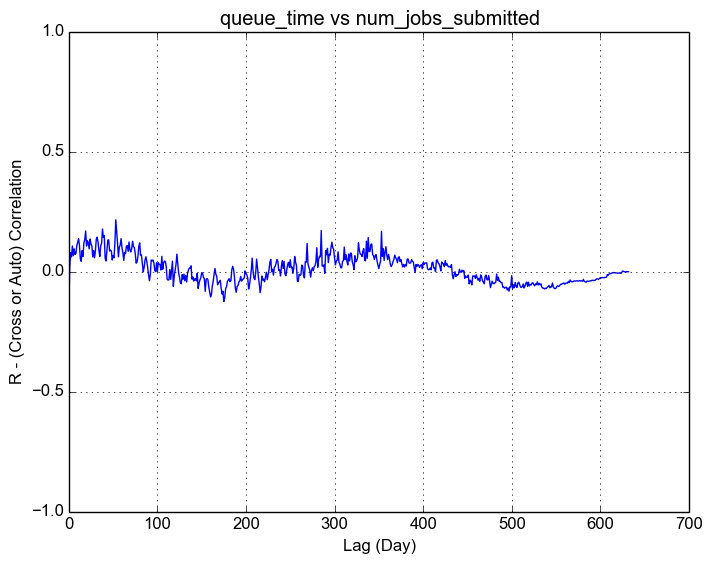 queue_time vs num_jobs_submitted
1.0
0.5
0.0
−0.5
−1.0
R - (Cross or Auto) Correlation
0 100 200 300 400 500 600 700
Lag (Day)